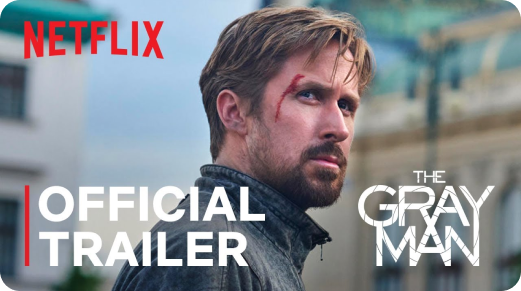 NETFLIX
OFFICIAL
TRAILER
THE
GRAY
MAN